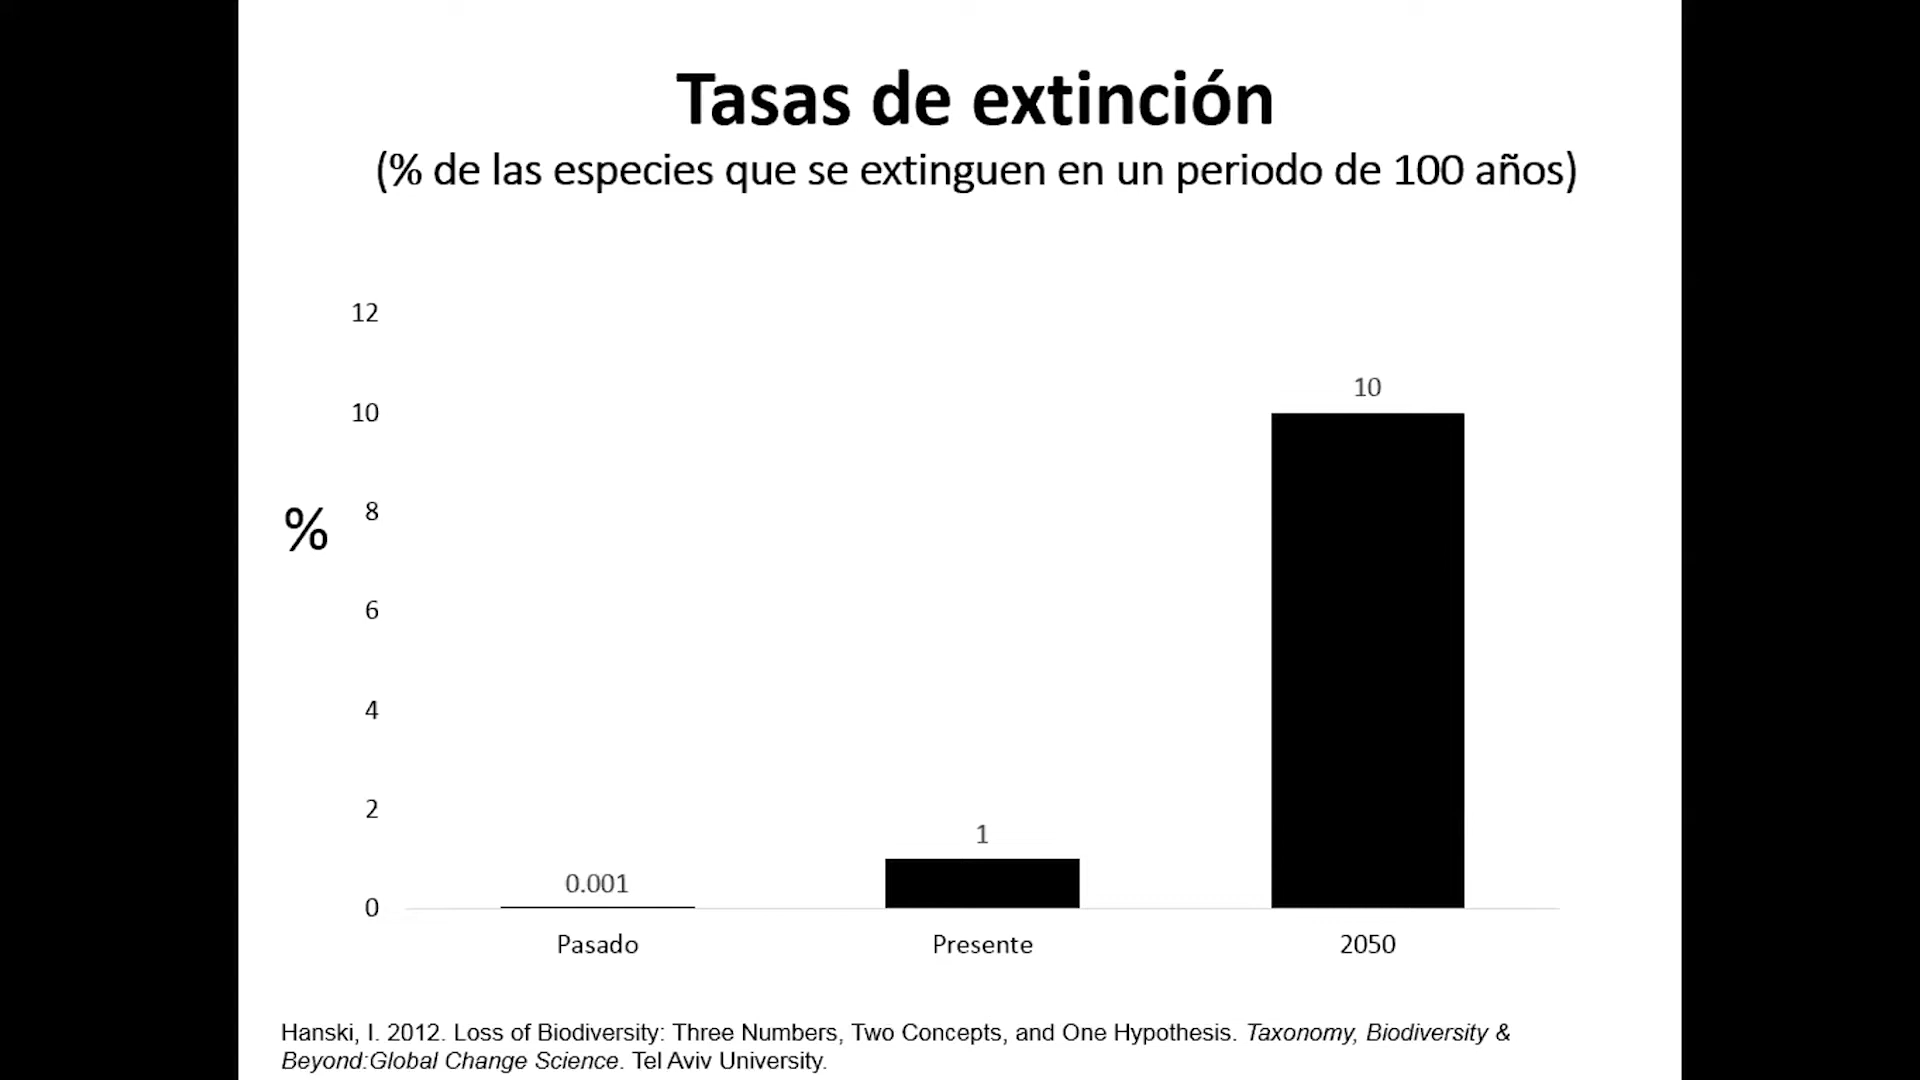 Tasas de extinción
(% de las especies que se extinguen en un periodo de 100 años)
12
10
10
8
%
6
4
2
1
0.001
0
Pasado
Presente
2050
Hanski, I. 2012. Loss of Biodiversity: Three Numbers, Two Concepts, and One Hypothesis. Taxonomy, Biodiversity &
Beyond:Global Change Science. Tel Aviv University.